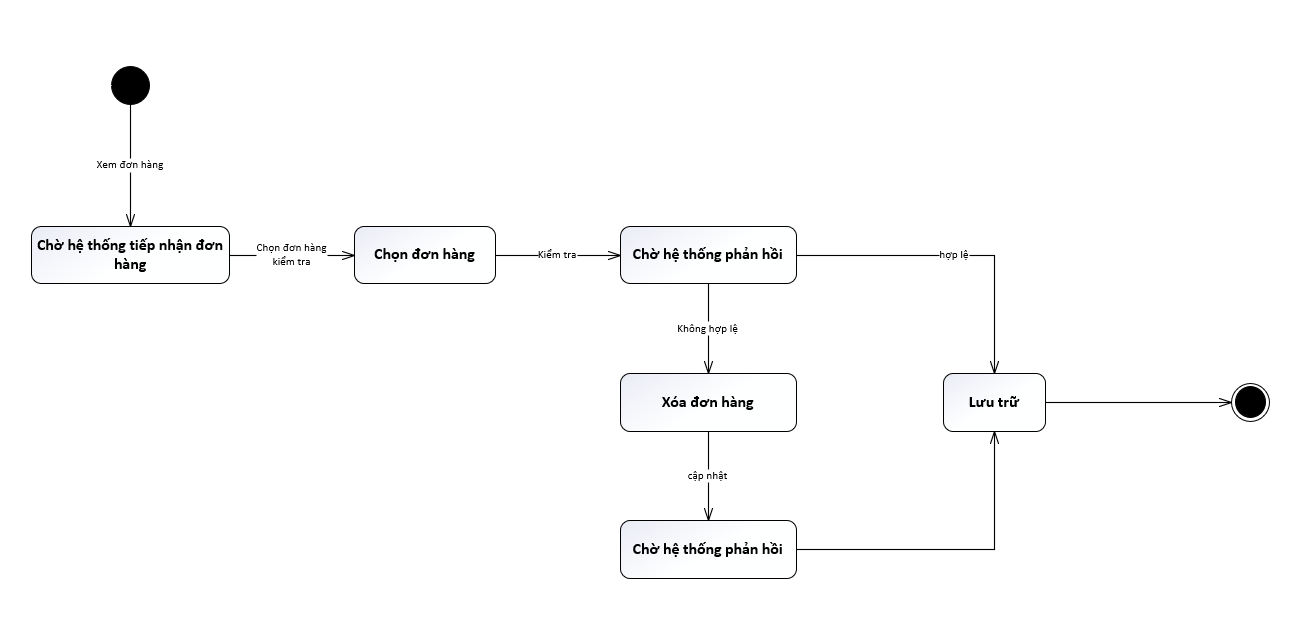 Xem đơn hàng
Chờ hệ thống tiếp nhận đơn
hàng
Chọn đơn hàng
kiểm tra
Chọn đơn hàng
Kiểm tra
Chờ hệ thống phản hồi
hợp lệ
Không hợp lệ
Xóa đơn hàng
Lưu trữ
cập nhật
Chờ hệ thống phản hồi